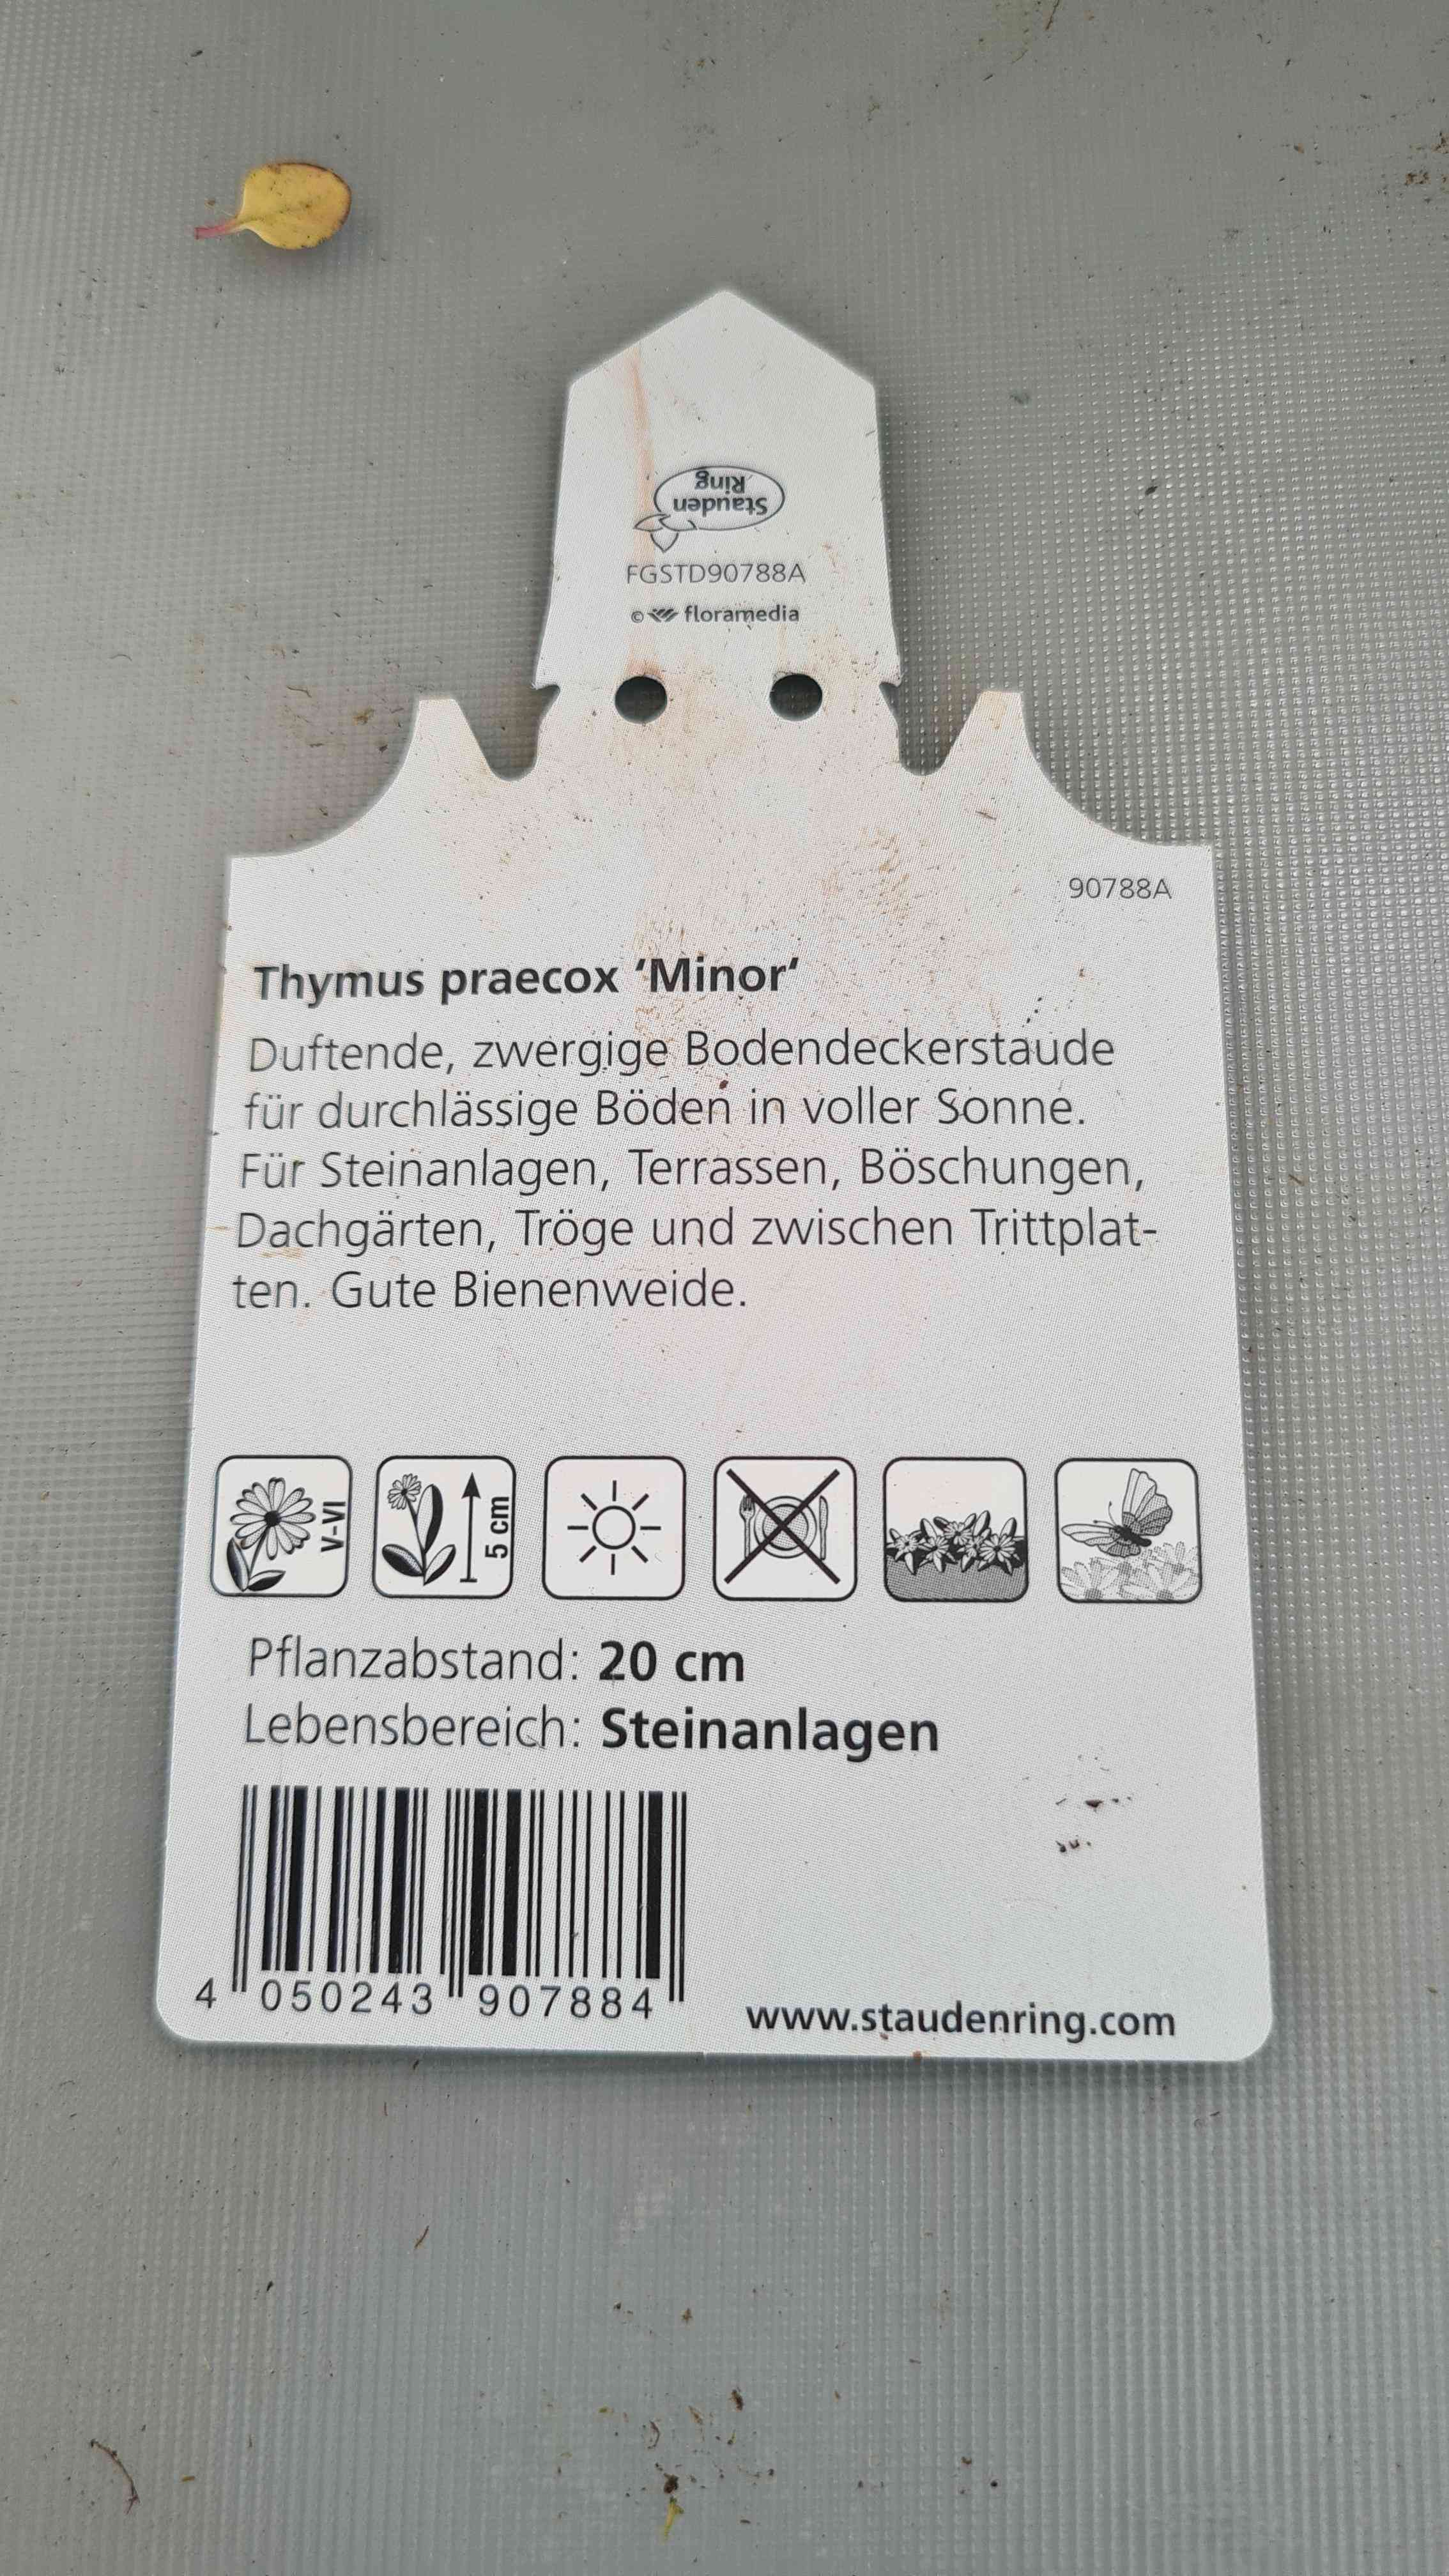 Stauden
Ring
FGSTD90788A
© floramedia
90788A
Thymus praecox ‘Minor‘
Duftende, zwergige Bodendeckerstaude
für durchlässige Böden in voller Sonne.
Für Steinanlagen, Terrassen, Böschungen,
Dachgärten, Tröge und zwischen Trittplat-
ten. Gute Bienenweide.
V-VI
5 cm
Pflanzabstand: 20 cm
Lebensbereich: Steinanlagen
4 050243 907884
www.staudenring.com